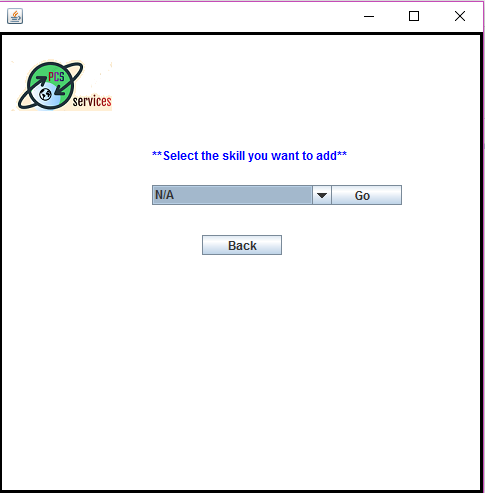 PCS
services
**Select the skill you want to add**
N/A
Go
Back